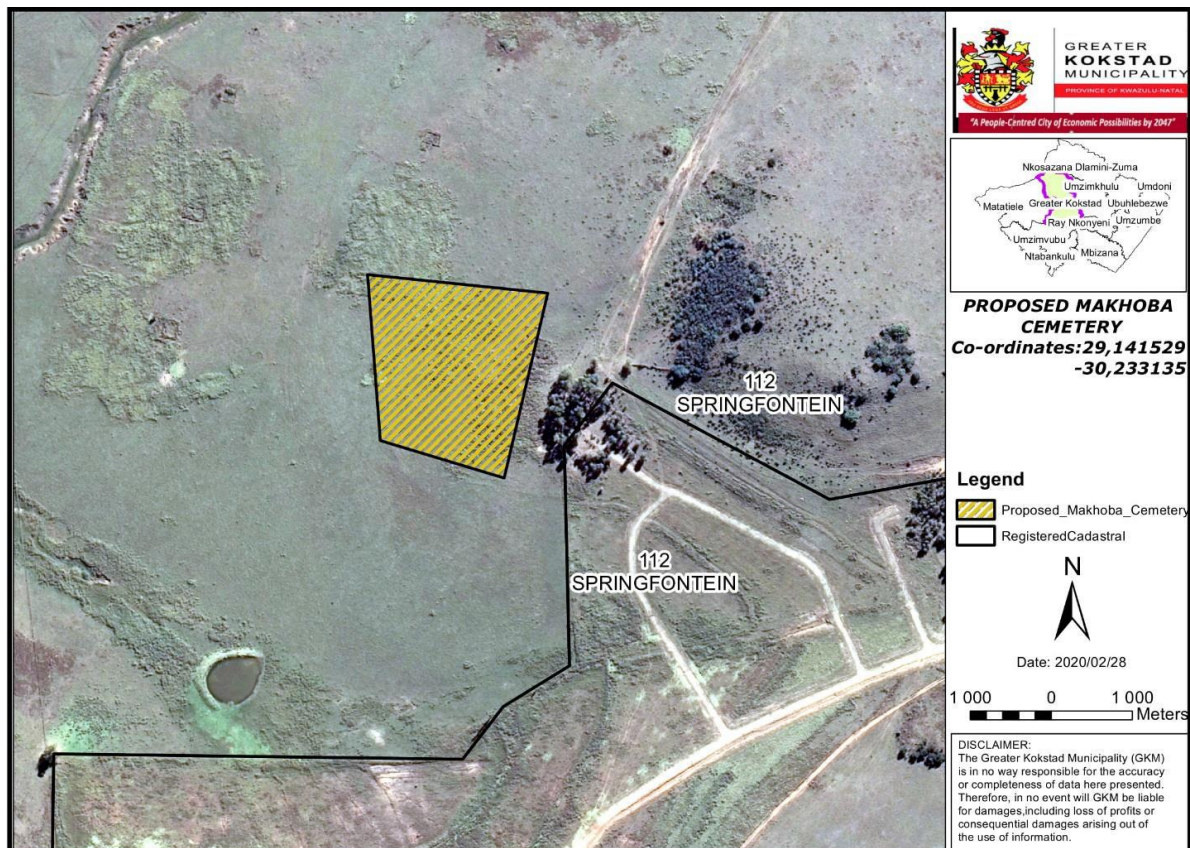 GREATER
KOKSTAD
MUNICIPALITY
PROVINCE OF KWAZULU-NATAL
"A People-Centred City of Economic Possibilities by 2047"
Nkosazana Dlamini-Zuma
Umzimkhulu
Umdoni
Matatiele
Greater Kokstad
Ubuhlebezwe
Umzumbe
Ray Nkonyeni
Umzimvubu
Mbizana
Ntabankulu
PROPOSED MAKHOBA
CEMETERY
Co-ordinates:29,141529
-30,233135
112
SPRINGFONTEIN
112
SPRINGFONTEIN
Legend
Proposed_Makhoba_Cemetery
RegisteredCadastral
N
Date: 2020/02/28
1 000 0 1 000
Meters
DISCLAIMER:
The Greater Kokstad Municipality (GKM)
is in no way responsible for the accuracy
or completeness of data here presented.
Therefore, in no event will GKM be liable
for damages,including loss of profits or
consequential damages arising out of
the use of information.